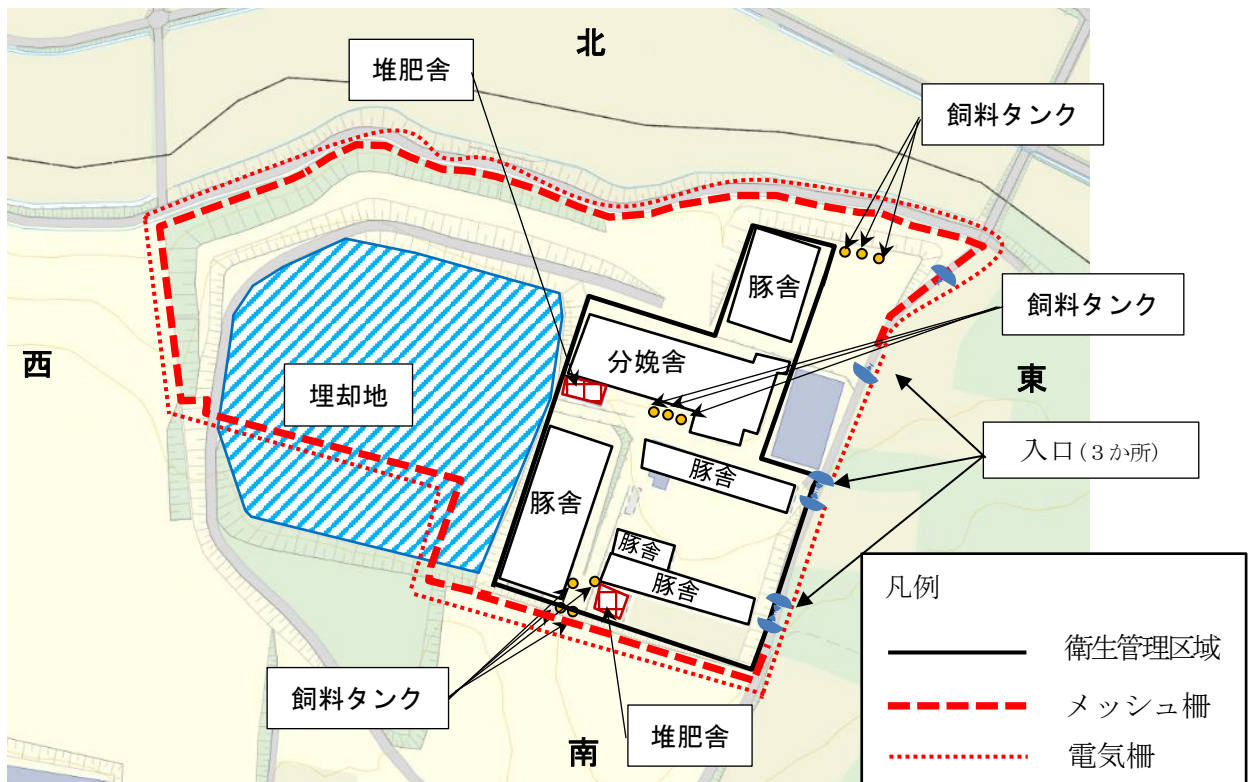 北
堆肥舎
飼料タンク
豚舎
飼料タンク
分娩舎
西
東
埋却地
入口(3か所)
豚舎
豚舎
豚舎
豚舎
凡例
衛生管理区域
飼料タンク
メッシュ柵
堆肥舎
南
電気柵